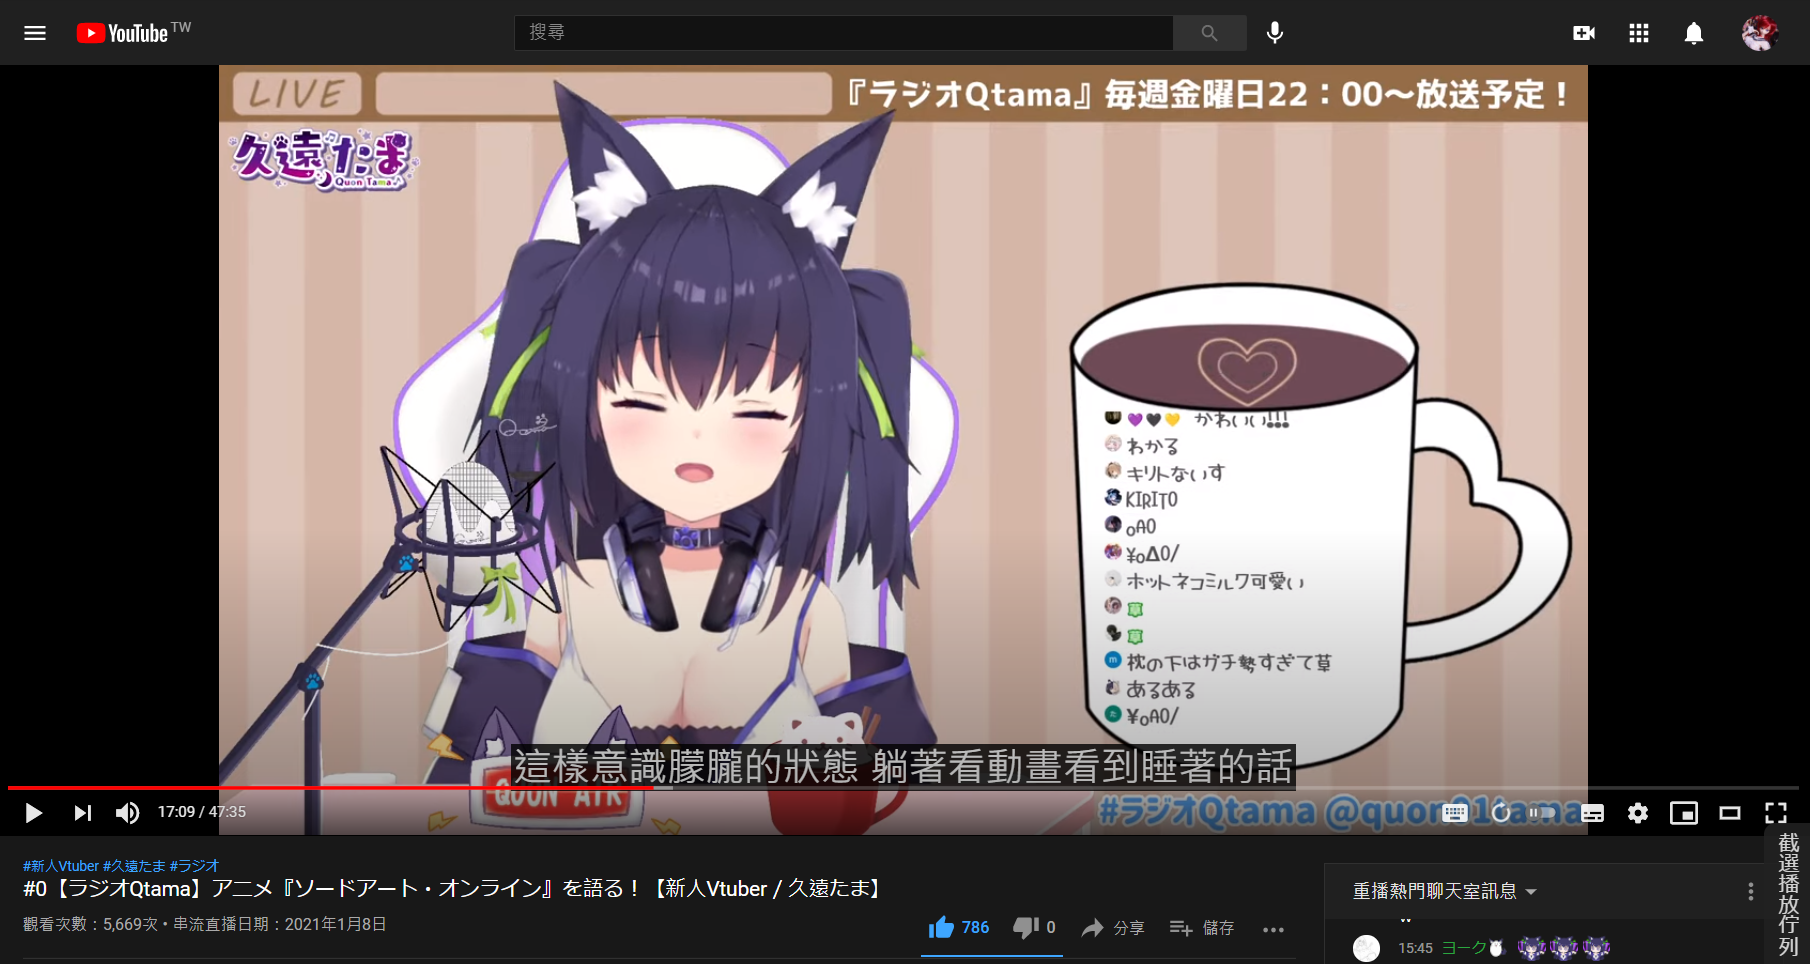 YouTube TW
搜尋
LIVE
『ラジオQtama』毎週金曜日22：00〜放送予定！
久遠たま
Quon Tama
かわいい!!!
わかる
キリトないす
KIRITO
oAO
¥oΔO/
ホットネコミルワ可愛い
草
草
m 枕の下はガチ勢すぎて草
あるある
た ¥oAO/
這樣意識朦朧的狀態 躺著看動畫看到睡著的話
QUON AIR
#ラジオQtama @quon01tama
17:09 / 47:35
#新人Vtuber #久遠たま #ラジオ
#0【ラジオQtama】アニメ『ソードアート・オンライン』を語る！【新人Vtuber / 久遠たま】
觀看次數：5,669次 • 串流直播日期：2021年1月8日
786
0
分享
儲存
重播熱門聊天室訊息
15:45 ヨーク
截選播放佇列